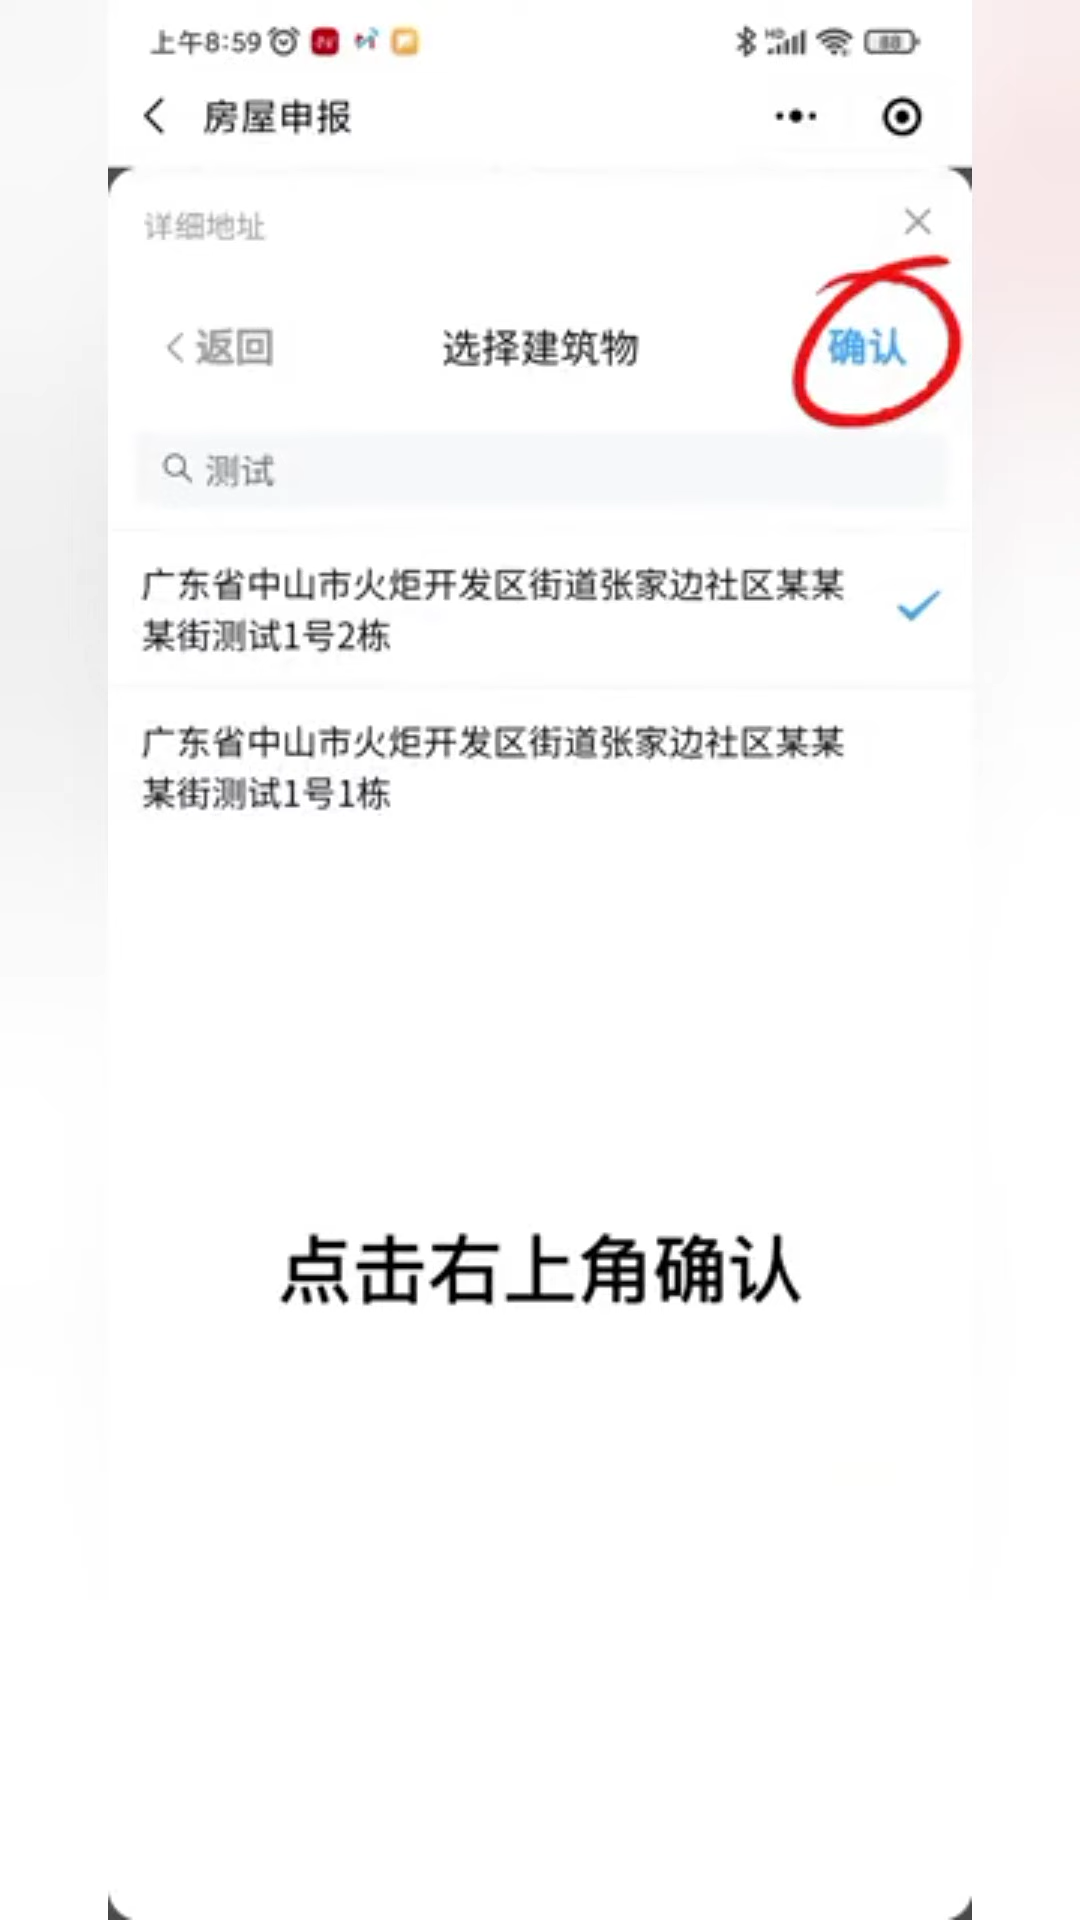 上午8:59
房屋申报
详细地址
返回
选择建筑物
确认
测试
广东省中山市火炬开发区街道张家边社区某某
某街测试1号2栋
广东省中山市火炬开发区街道张家边社区某某
某街测试1号1栋
点击右上角确认